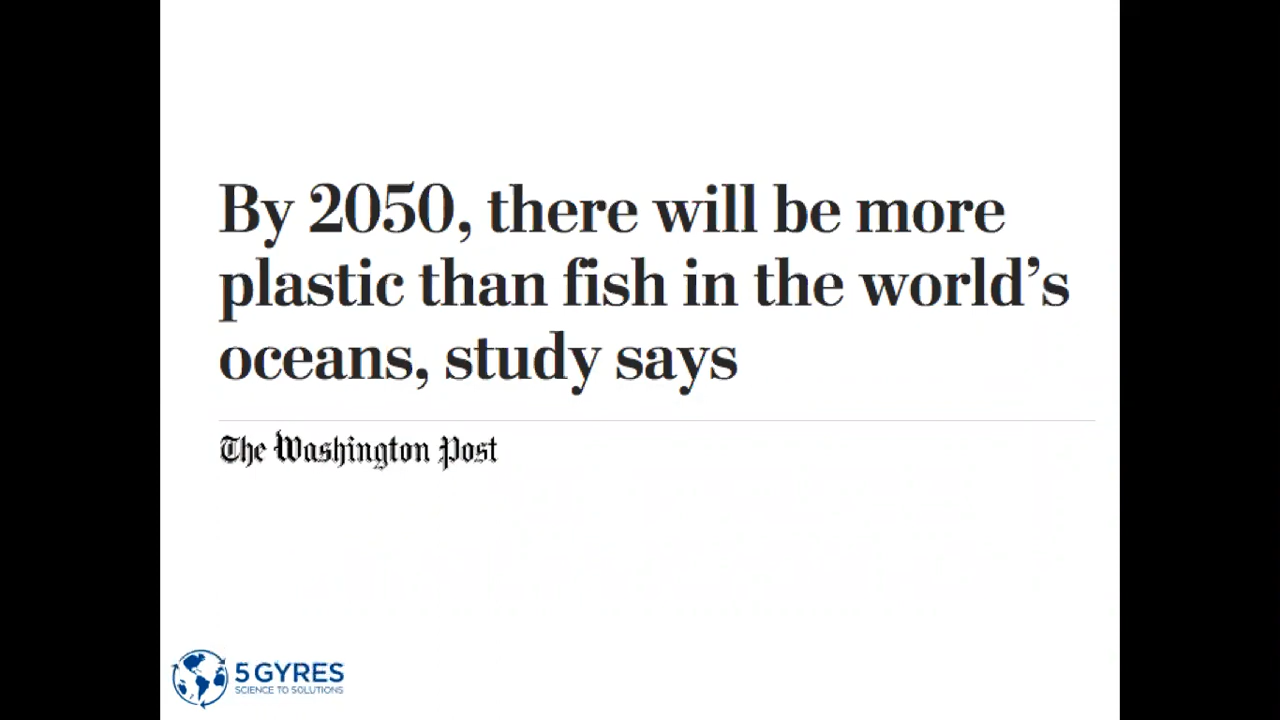 By 2050, there will be more
plastic than fish in the world’s
oceans, study says
The Washington Post
5 GYRES
SCIENCE TO SOLUTIONS